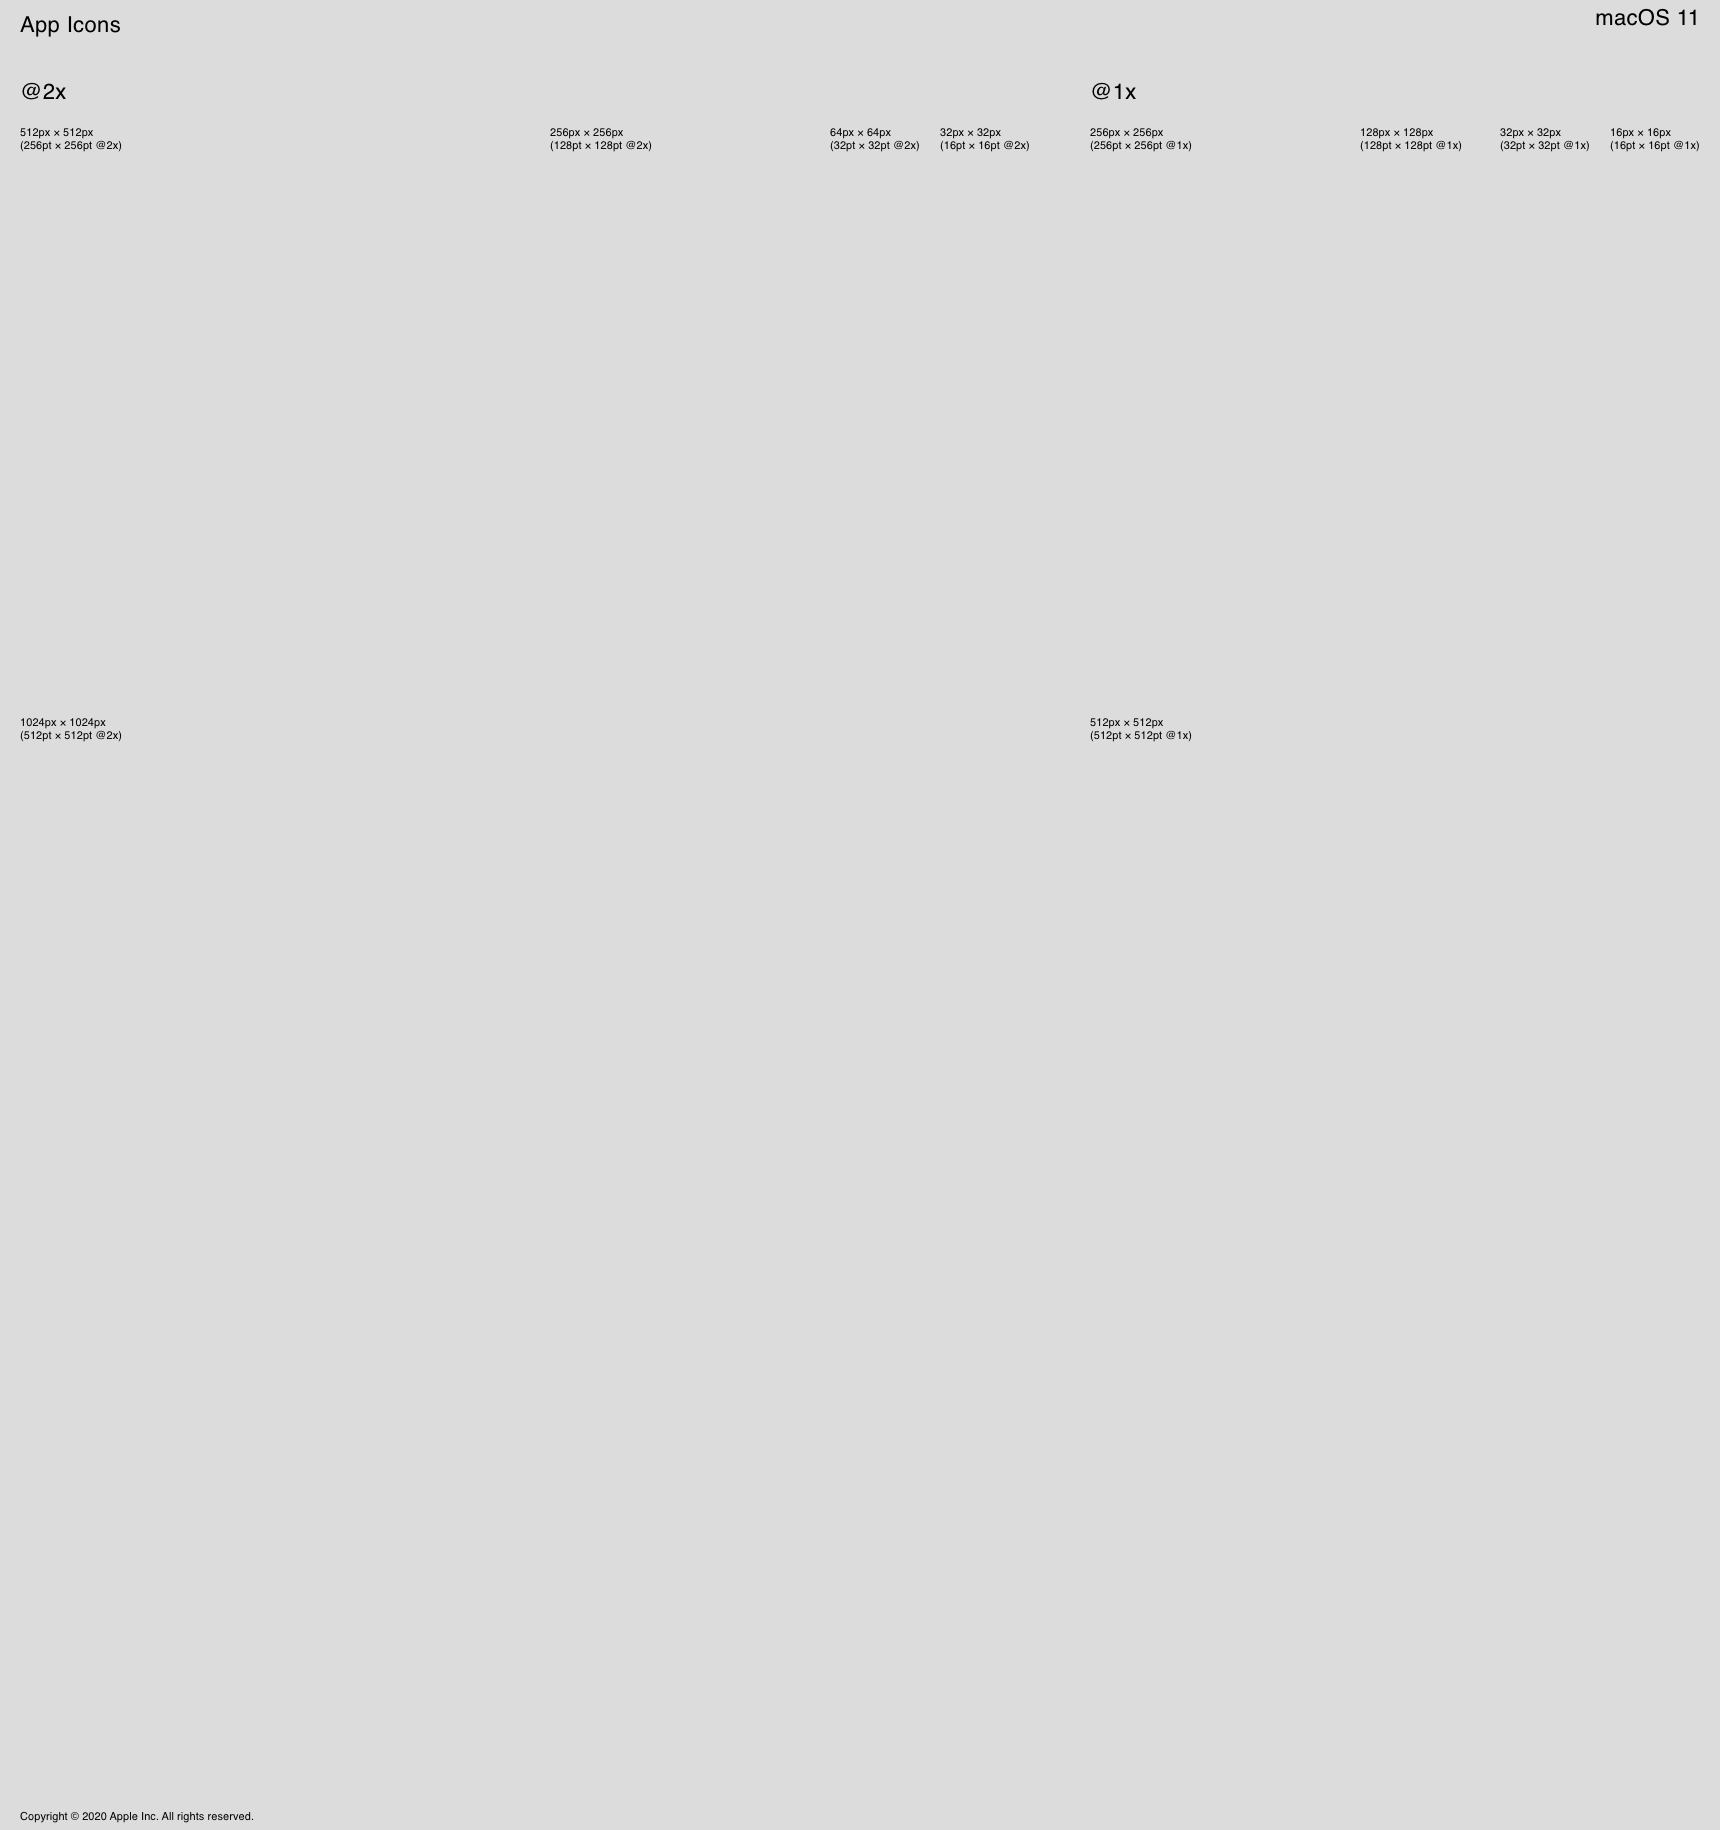 App Icons
macOS 11
@2x
@1x
512px × 512px
(256pt × 256pt @2x)
256px × 256px
(128pt × 128pt @2x)
64px × 64px
(32pt × 32pt @2x)
32px × 32px
(16pt × 16pt @2x)
256px × 256px
(256pt × 256pt @1x)
128px × 128px
(128pt × 128pt @1x)
32px × 32px
(32pt × 32pt @1x)
16px × 16px
(16pt × 16pt @1x)
1024px × 1024px
(512pt × 512pt @2x)
512px × 512px
(512pt × 512pt @1x)
Copyright © 2020 Apple Inc. All rights reserved.